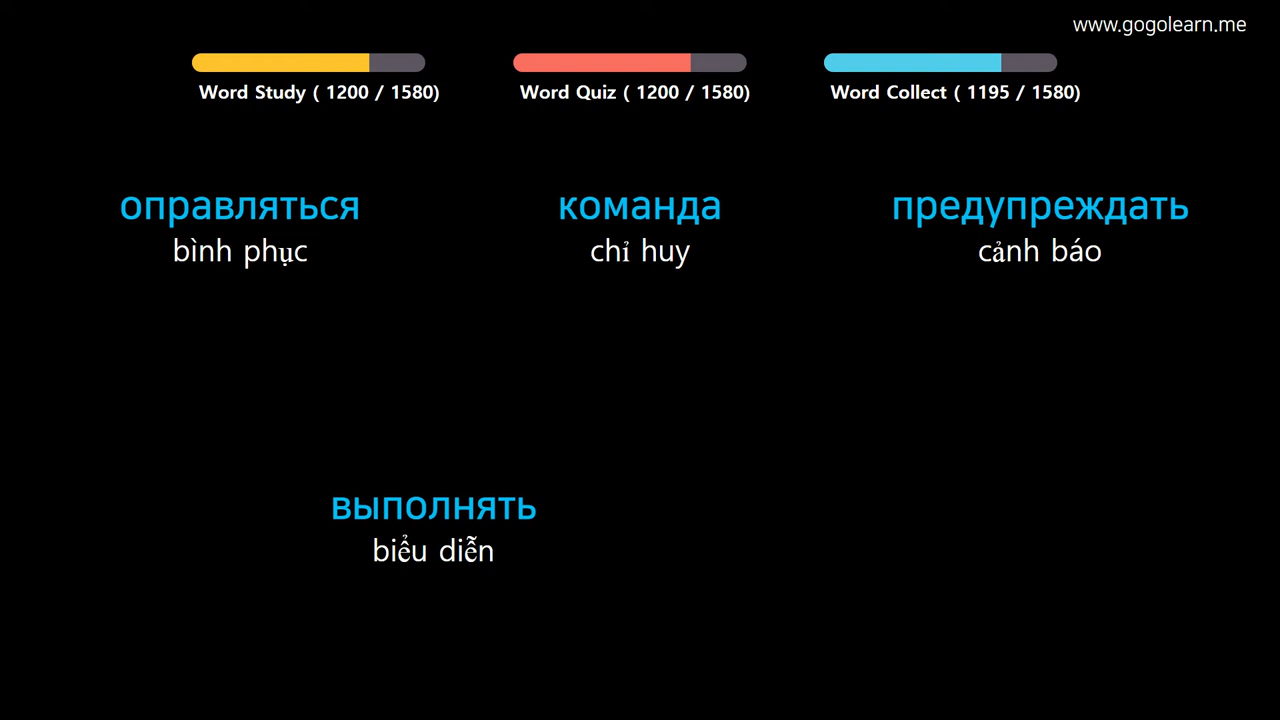 www.gogolearn.me
Word Study ( 1200 / 1580)
Word Quiz ( 1200 / 1580)
Word Collect ( 1195 / 1580)
оправляться
bình phục
команда
chỉ huy
предупреждать
cảnh báo
выполнять
biểu diễn